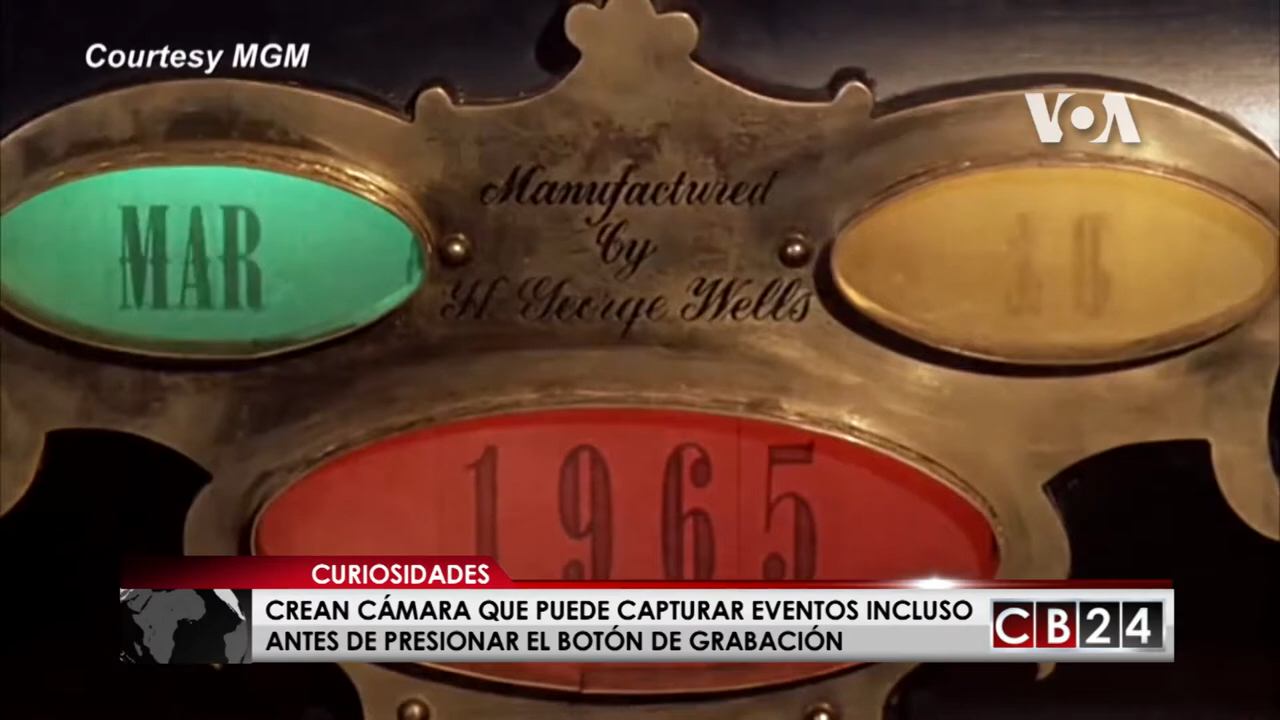 Courtesy MGM
VOA
MAR
Manufactured
by
H. George Wells
1965
CURIOSIDADES
CREAN CÁMARA QUE PUEDE CAPTURAR EVENTOS INCLUSO
ANTES DE PRESIONAR EL BOTÓN DE GRABACIÓN
CB24